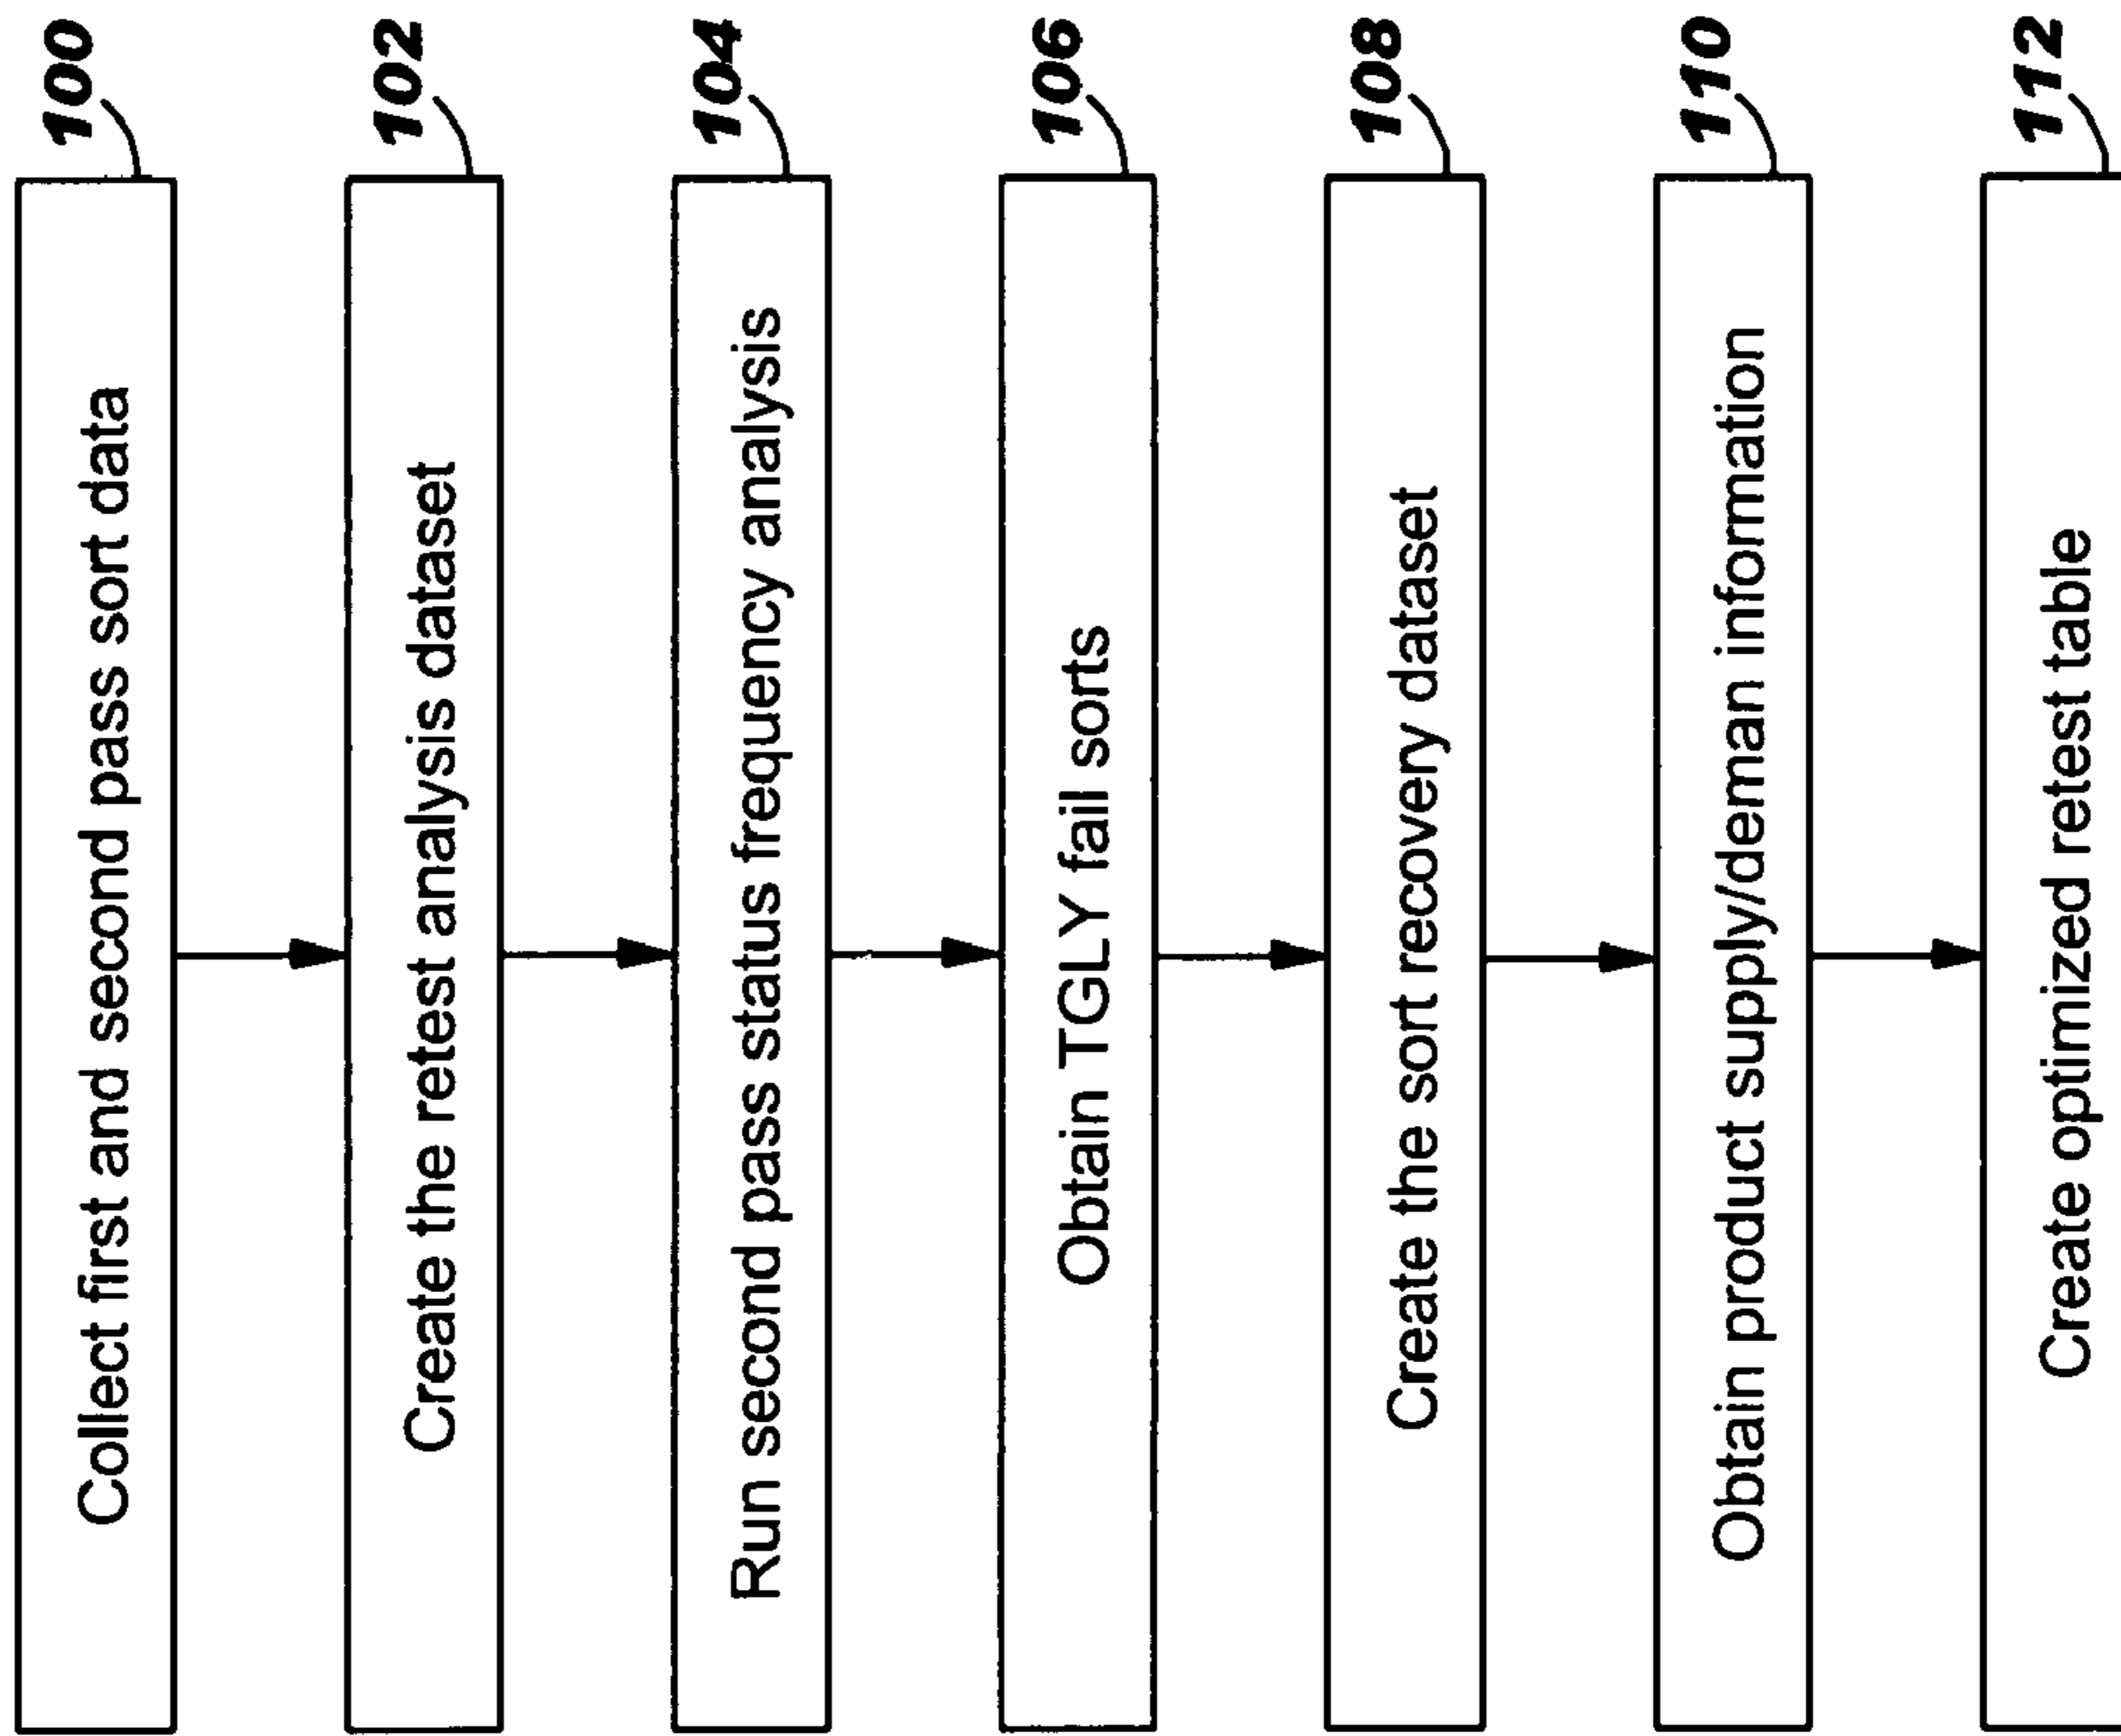 100
Collect first and second pass sort data
102
Create the retest analysis dataset
104
Run second pass status frequency analysis
106
Obtain TGLY fail sorts
108
Create the sort recovery dataset
110
Obtain product supply/deman information
112
Create optimized retest table